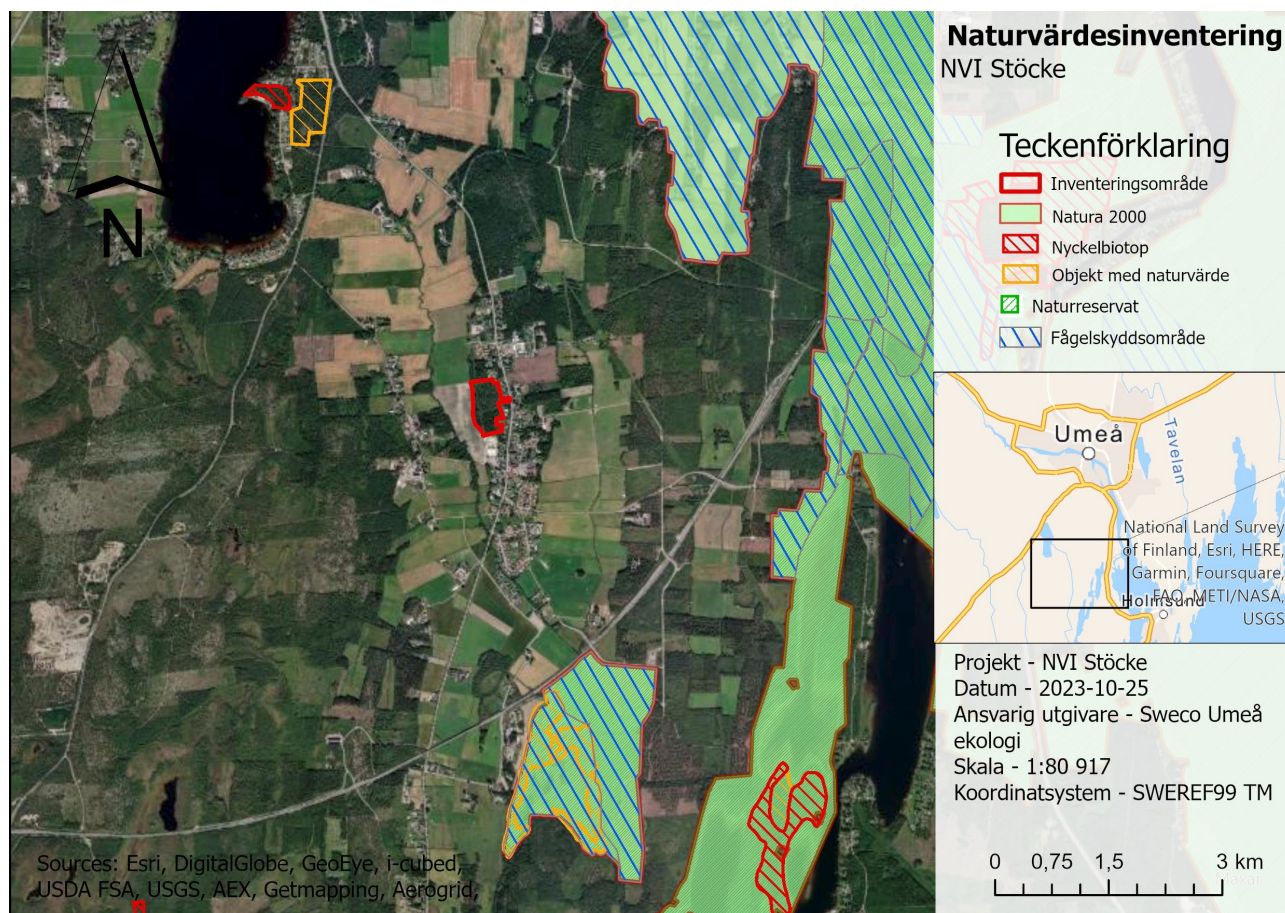 Naturvärdesinventering
NVI Stöcke
Teckenförklaring
Inventeringsområde
Natura 2000
Nyckelbiotop
Objekt med naturvärde
Naturreservat
Fågelskyddsområde
N
Umeå
Tavelan
Holmsund
National Land Survey
of Finland, Esri, HERE,
Garmin, Foursquare,
FAO, METI/NASA,
USGS
Projekt - NVI Stöcke
Datum - 2023-10-25
Ansvarig utgivare - Sweco Umeå
ekologi
Skala - 1:80 917
Koordinatsystem - SWEREF99 TM
0 0,75 1,5 3 km
Sources: Esri, DigitalGlobe, GeoEye, i-cubed,
USDA FSA, USGS, AEX, Getmapping, Aerogrid,